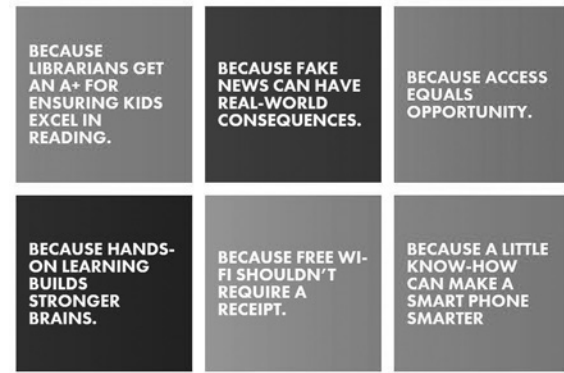 BECAUSE
LIBRARIANS GET
AN A+ FOR
ENSURING KIDS
EXCEL IN
READING.
BECAUSE FAKE
NEWS CAN HAVE
REAL-WORLD
CONSEQUENCES.
BECAUSE ACCESS
EQUALS
OPPORTUNITY.
BECAUSE HANDS-
ON LEARNING
BUILDS
STRONGER
BRAINS.
BECAUSE FREE WI-
FI SHOULDN'T
REQUIRE A
RECEIPT.
BECAUSE A LITTLE
KNOW-HOW
CAN MAKE A
SMART PHONE
SMARTER